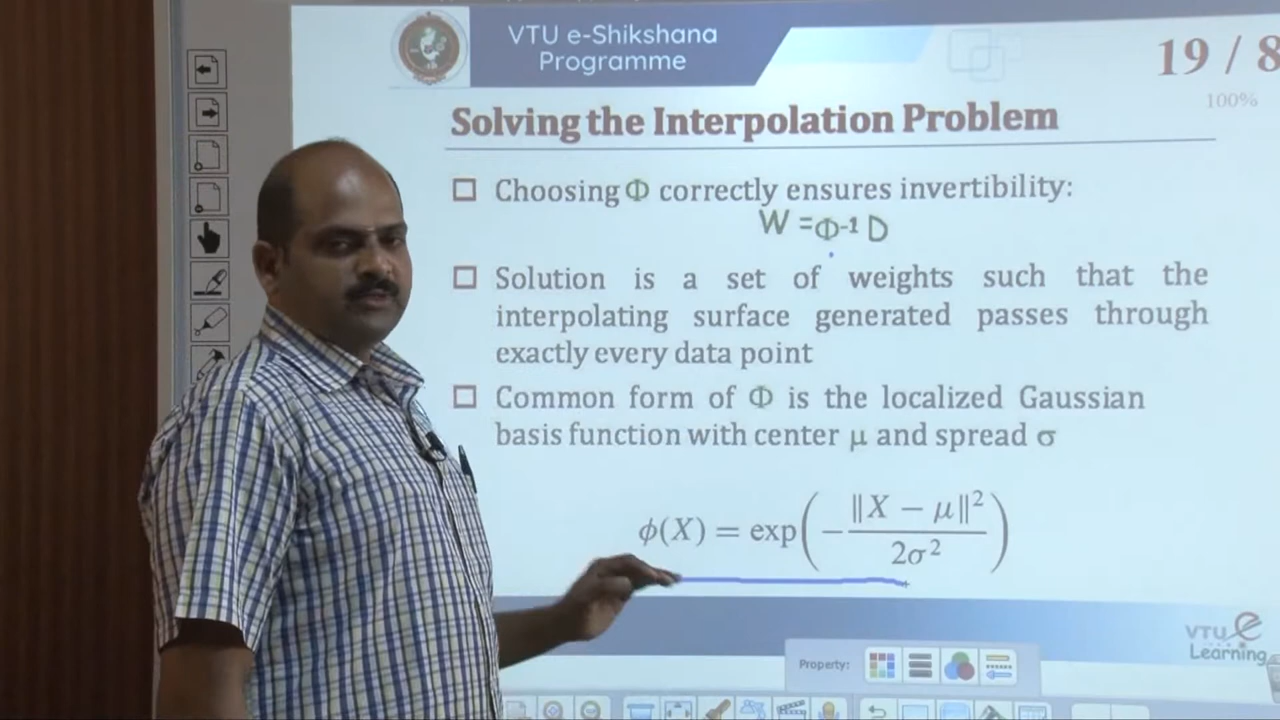 VTU e-Shikshana
Programme
19 / 8
100%
Solving the Interpolation Problem
Choosing Φ correctly ensures invertibility:
W =Φ-1 D
Solution is a set of weights such that the
interpolating surface generated passes through
exactly every data point
Common form of Φ is the localized Gaussian
basis function with center μ and spread σ
ϕ(X) = exp(−‖X − μ‖² / 2σ²)
VTU e
Learning
Property: